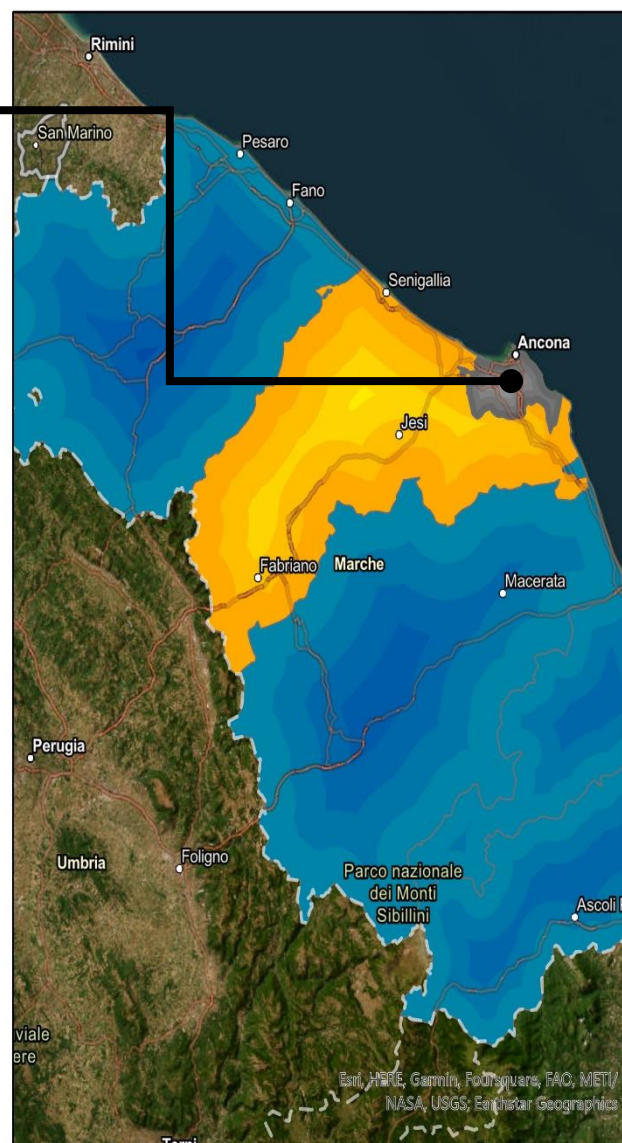 Rimini
San Marino
Pesaro
Fano
Senigallia
Ancona
Jesi
Fabriano
Marche
Macerata
Perugia
Foligno
Umbria
Parco nazionale
dei Monti
Sibillini
Ascoli
viale
ere
Esri, HERE, Garmin, Foursquare, FAO, METI/
NASA, USGS; Earthstar Geographics
Terni